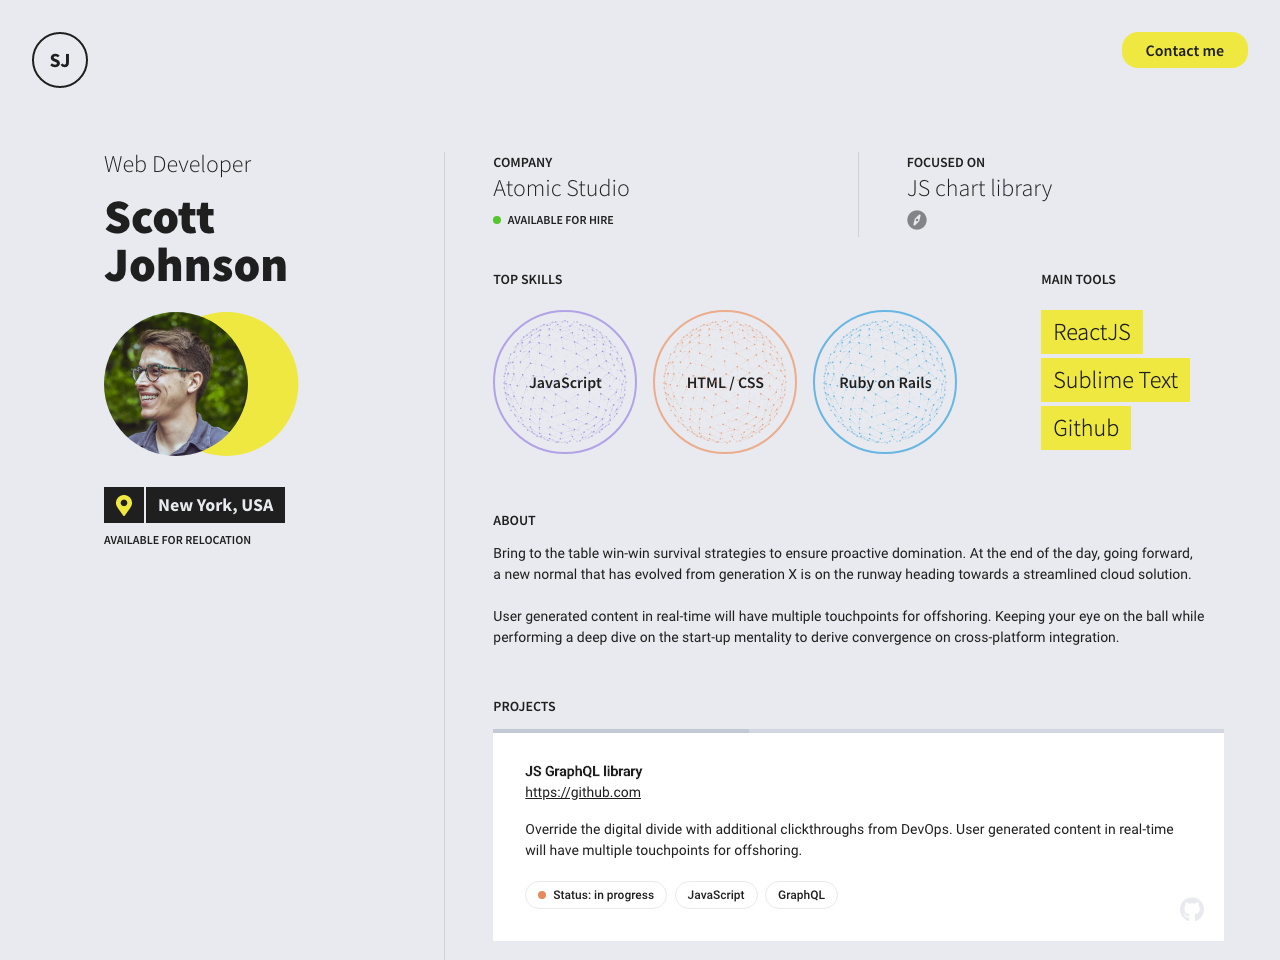 SJ
Contact me
Web Developer
Scott
Johnson
New York, USA
AVAILABLE FOR RELOCATION
COMPANY
Atomic Studio
AVAILABLE FOR HIRE
FOCUSED ON
JS chart library
TOP SKILLS
JavaScript
HTML / CSS
Ruby on Rails
MAIN TOOLS
ReactJS
Sublime Text
Github
ABOUT
Bring to the table win-win survival strategies to ensure proactive domination. At the end of the day, going forward,
a new normal that has evolved from generation X is on the runway heading towards a streamlined cloud solution.
User generated content in real-time will have multiple touchpoints for offshoring. Keeping your eye on the ball while
performing a deep dive on the start-up mentality to derive convergence on cross-platform integration.
PROJECTS
JS GraphQL library
https://github.com
Override the digital divide with additional clickthroughs from DevOps. User generated content in real-time
will have multiple touchpoints for offshoring.
Status: in progress
JavaScript
GraphQL